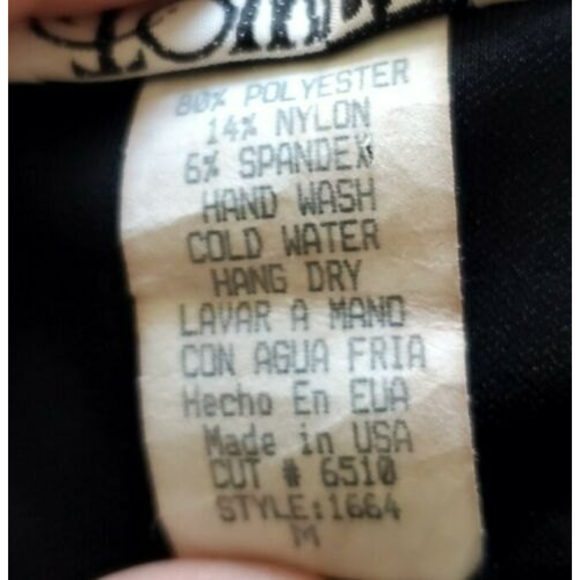 80% POLYESTER
14% NYLON
6% SPANDEX
HAND WASH
COLD WATER
HANG DRY
LAVAR A MANO
CON AGUA FRIA
Hecho En EUA
Made in USA
CUT # 6510
STYLE:1664
M